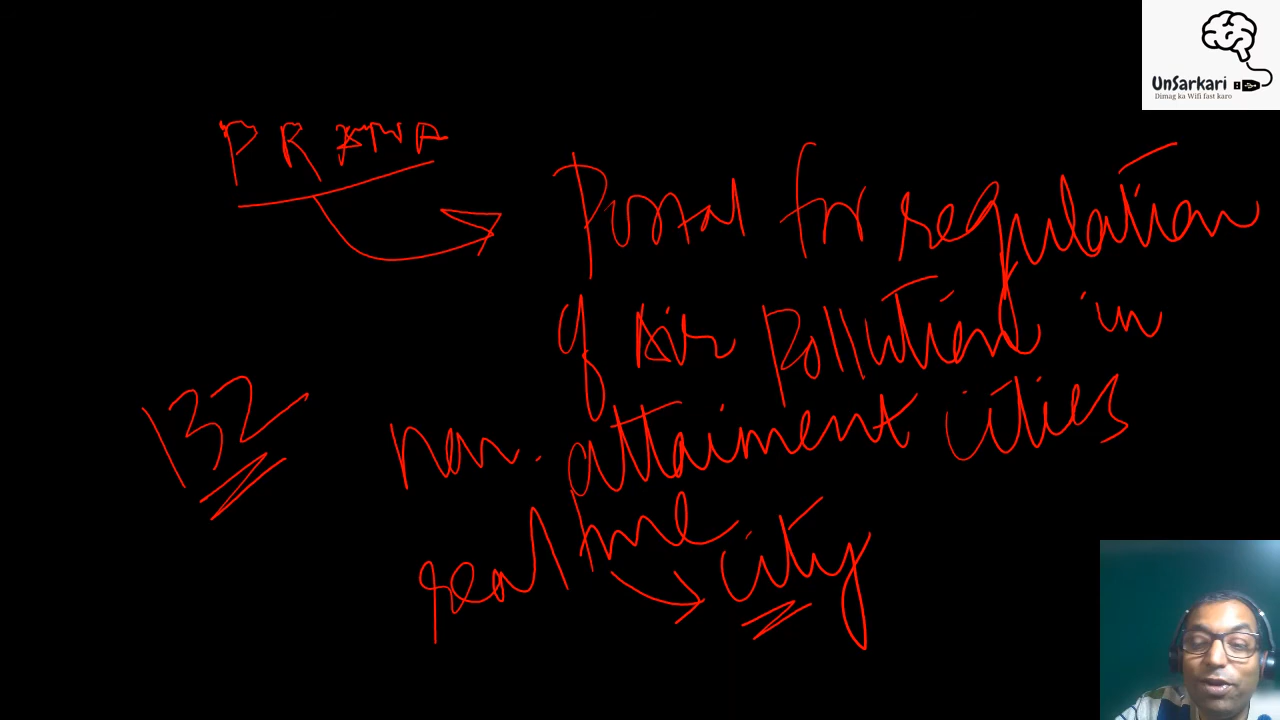 UnSarkari
Dimag ka Wifi fast karo
PRANA
Portal for regulation
of Air Pollution in
132
non-attaiment cities
real time
city